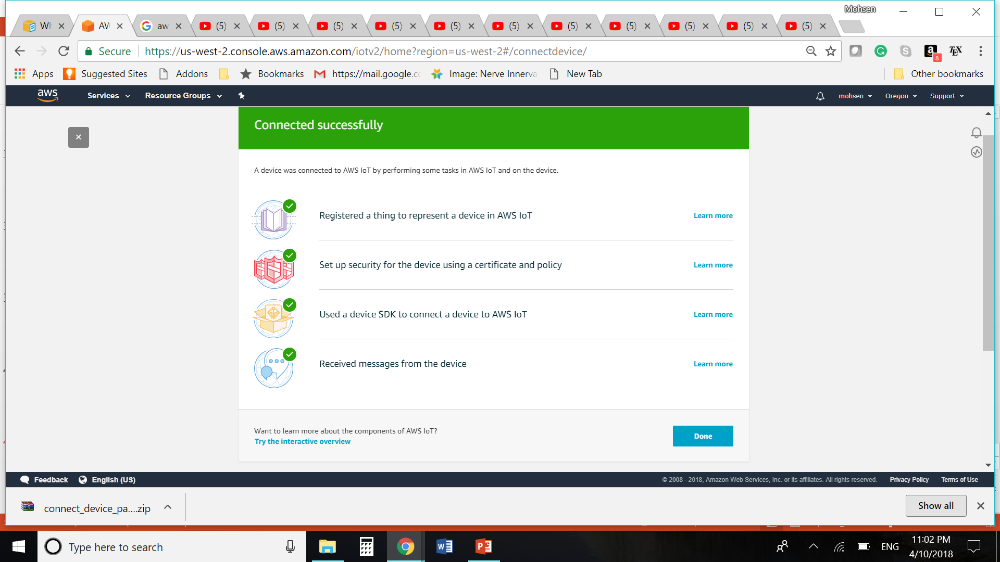 Mohsen
Wh
AW
aw
(5)
(5)
(5)
(5)
(5)
(5)
(5)
(5)
(5)
(5)
(5)
Secure
https://us-west-2.console.aws.amazon.com/iotv2/home?region=us-west-2#/connectdevice/
8
TEX
Apps
Suggested Sites
Addons
Bookmarks
https://mail.google.co
Image: Nerve Innerva
New Tab
Other bookmarks
aws
Services
Resource Groups
mohsen
Oregon
Support
Connected successfully
A device was connected to AWS IoT by performing some tasks in AWS IoT and on the device.
Registered a thing to represent a device in AWS IoT
Learn more
Set up security for the device using a certificate and policy
Learn more
Used a device SDK to connect a device to AWS IoT
Learn more
Received messages from the device
Learn more
Want to learn more about the components of AWS IoT?
Try the interactive overview
Done
Feedback
English (US)
© 2008 - 2018, Amazon Web Services, Inc. or its affiliates. All rights reserved.
Privacy Policy
Terms of Use
connect_device_pa....zip
Show all
Type here to search
ENG
11:02 PM
4/10/2018